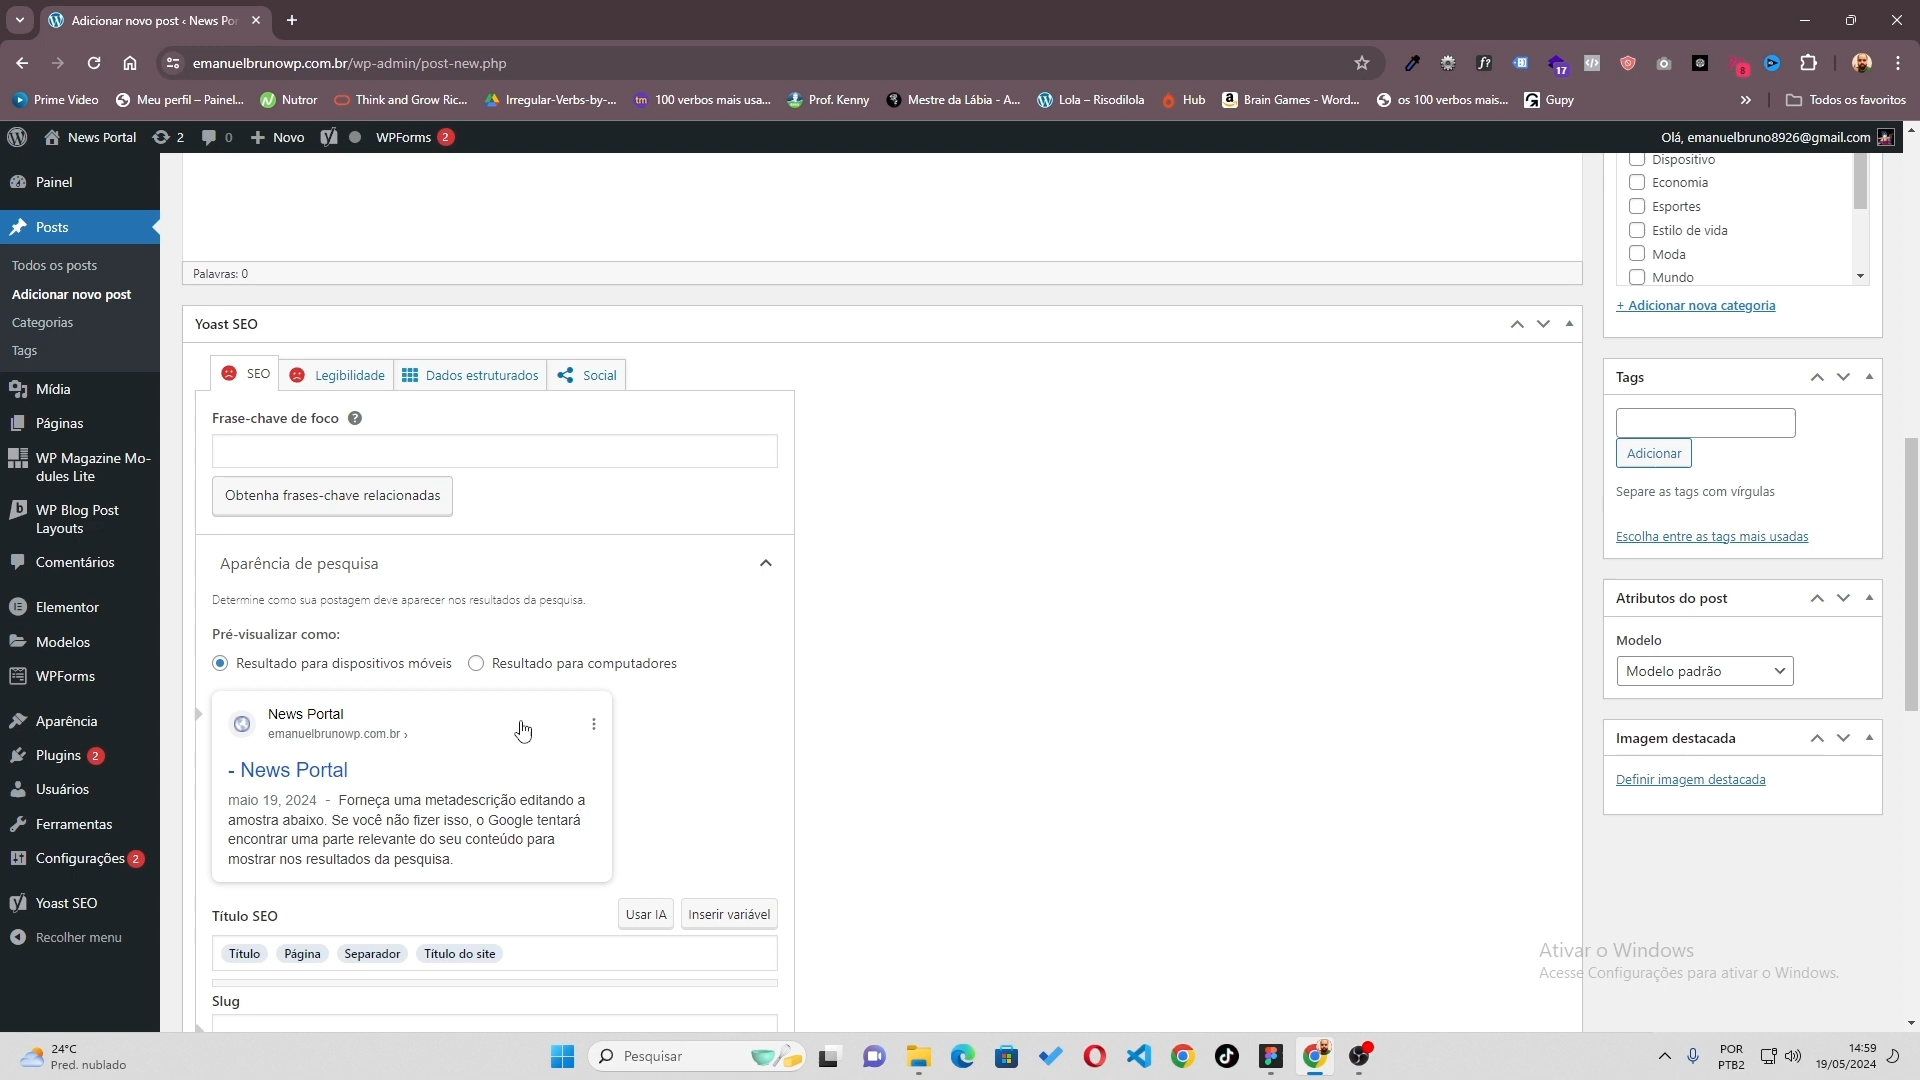 Adicionar novo post ‹ News Por
emanuelbrunowp.com.br/wp-admin/post-new.php
17
8
Prime Video
Meu perfil – Painel...
Nutror
Think and Grow Ric...
Irregular-Verbs-by-...
tm
100 verbos mais usa...
Prof. Kenny
Mestre da Lábia - A...
Lola – Risodilola
Hub
Brain Games - Word...
os 100 verbos mais...
Gupy
Todos os favoritos
News Portal
2
0
Novo
WPForms 2
Olá, emanuelbruno8926@gmail.com
Painel
Posts
Todos os posts
Adicionar novo post
Categorias
Tags
Mídia
Páginas
WP Magazine Mo-
dules Lite
WP Blog Post
Layouts
Comentários
Elementor
Modelos
WPForms
Aparência
Plugins 2
Usuários
Ferramentas
Configurações 2
Yoast SEO
Recolher menu
Palavras: 0
Yoast SEO
SEO
Legibilidade
Dados estruturados
Social
Frase-chave de foco ?
Obtenha frases-chave relacionadas
Aparência de pesquisa
Determine como sua postagem deve aparecer nos resultados da pesquisa.
Pré-visualizar como:
Resultado para dispositivos móveis
Resultado para computadores
News Portal
emanuelbrunowp.com.br ›
- News Portal
maio 19, 2024 - Forneça uma metadescrição editando a
amostra abaixo. Se você não fizer isso, o Google tentará
encontrar uma parte relevante do seu conteúdo para
mostrar nos resultados da pesquisa.
Título SEO
Usar IA
Inserir variável
Título
Página
Separador
Título do site
Slug
Dispositivo
Economia
Esportes
Estilo de vida
Moda
Mundo
+ Adicionar nova categoria
Tags
Adicionar
Separe as tags com vírgulas
Escolha entre as tags mais usadas
Atributos do post
Modelo
Modelo padrão
Imagem destacada
Definir imagem destacada
Ativar o Windows
Acesse Configurações para ativar o Windows.
24°C
Pred. nublado
Pesquisar
POR
PTB2
14:59
19/05/2024